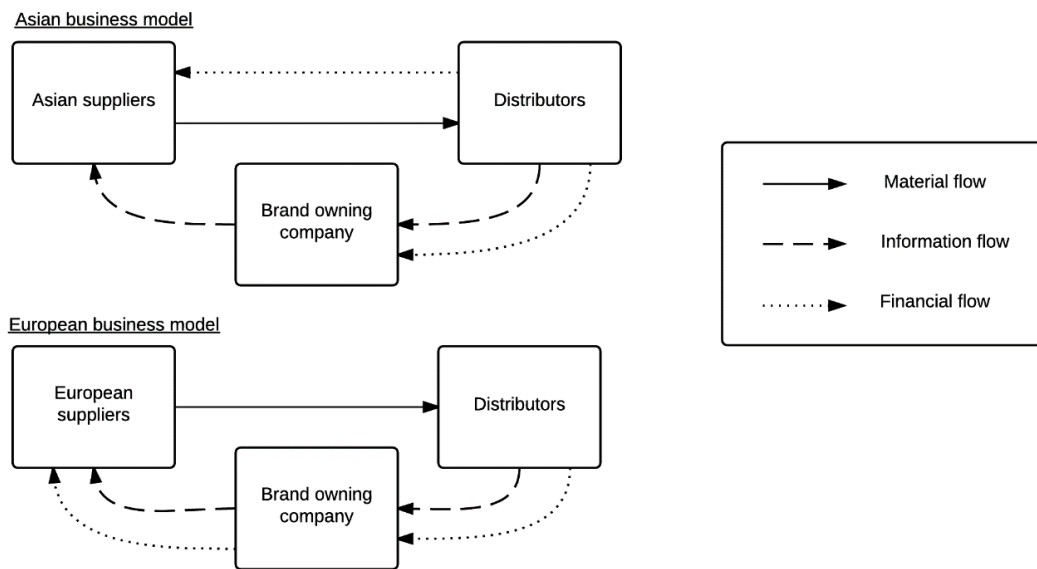 Asian business model
Asian suppliers
Distributors
Brand owning
company
Material flow
Information flow
Financial flow
European business model
European
suppliers
Distributors
Brand owning
company